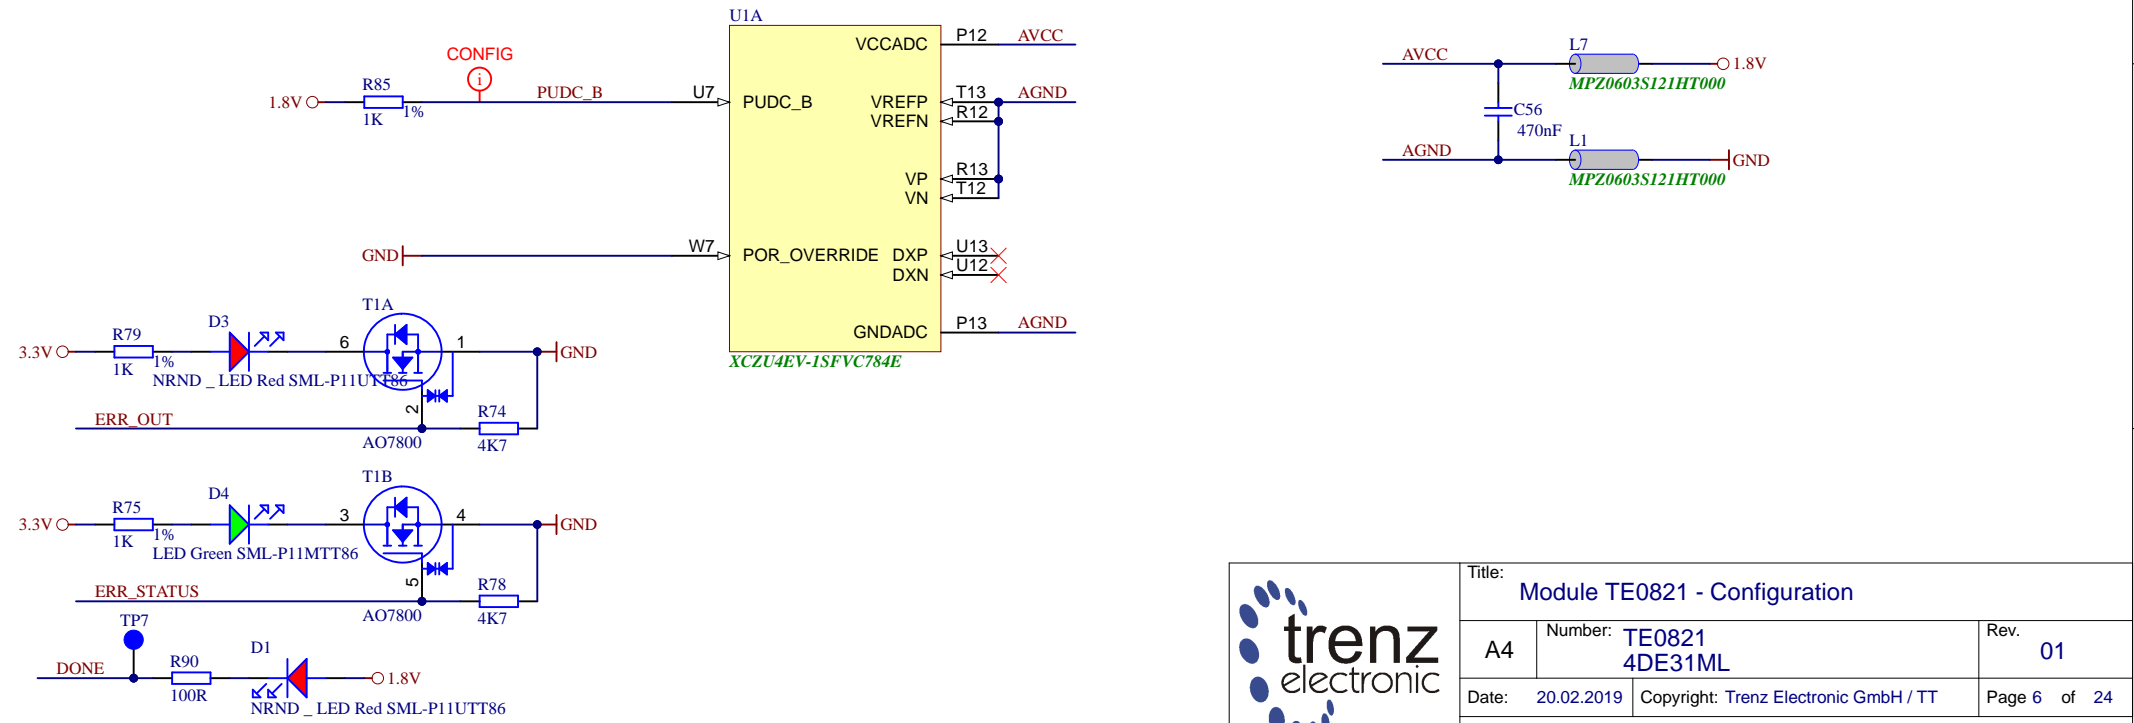 U1A
VCCADC P12 AVCC
CONFIG
i
1.8V R85 1K 1% PUDC_B U7 PUDC_B
VREFP T13 AGND
VREFN R12
VP R13
VN T12
GND W7 POR_OVERRIDE
DXP U13
DXN U12
GNDADC P13 AGND
XCZU4EV-1SFVC784E
AVCC L7 1.8V
MPZ0603S121HT000
C56
470nF
AGND L1 GND
MPZ0603S121HT000
T1A
3.3V R79 1K 1% D3 6 1 GND
NRND _ LED Red SML-P11UTT86
2
ERR_OUT
R74
AO7800 4K7
T1B
3.3V R75 1K 1% D4 3 4 GND
LED Green SML-P11MTT86
5
ERR_STATUS
R78
AO7800 4K7
TP7
DONE R90 100R D1 1.8V
NRND _ LED Red SML-P11UTT86
trenz
electronic
Title:
Module TE0821 - Configuration
A4
Number: TE0821
4DE31ML
Rev.
01
Date: 20.02.2019 Copyright: Trenz Electronic GmbH / TT Page 6 of 24